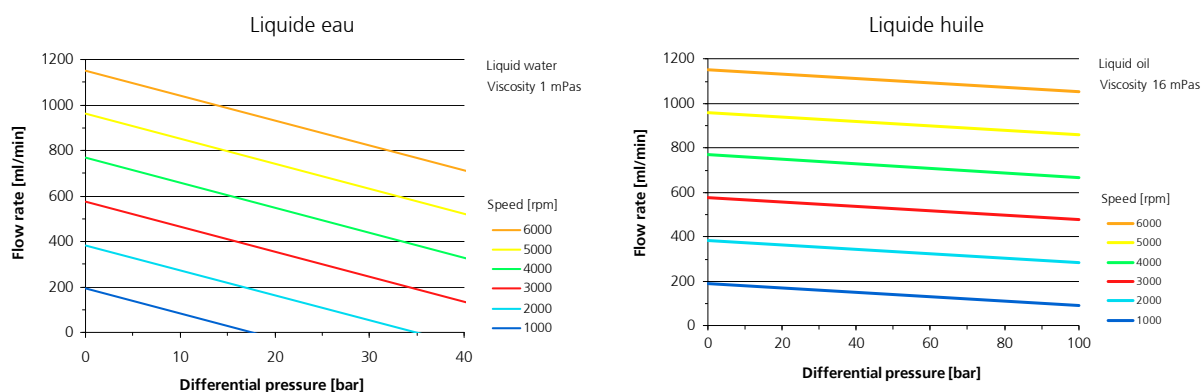 Liquide eau
1200
1000
800
600
400
200
0
Flow rate [ml/min]
0 10 20 30 40
Differential pressure [bar]
Liquid water
Viscosity 1 mPas
Speed [rpm]
6000
5000
4000
3000
2000
1000
Liquide huile
1200
1000
800
600
400
200
0
Flow rate [ml/min]
0 20 40 60 80 100
Differential pressure [bar]
Liquid oil
Viscosity 16 mPas
Speed [rpm]
6000
5000
4000
3000
2000
1000